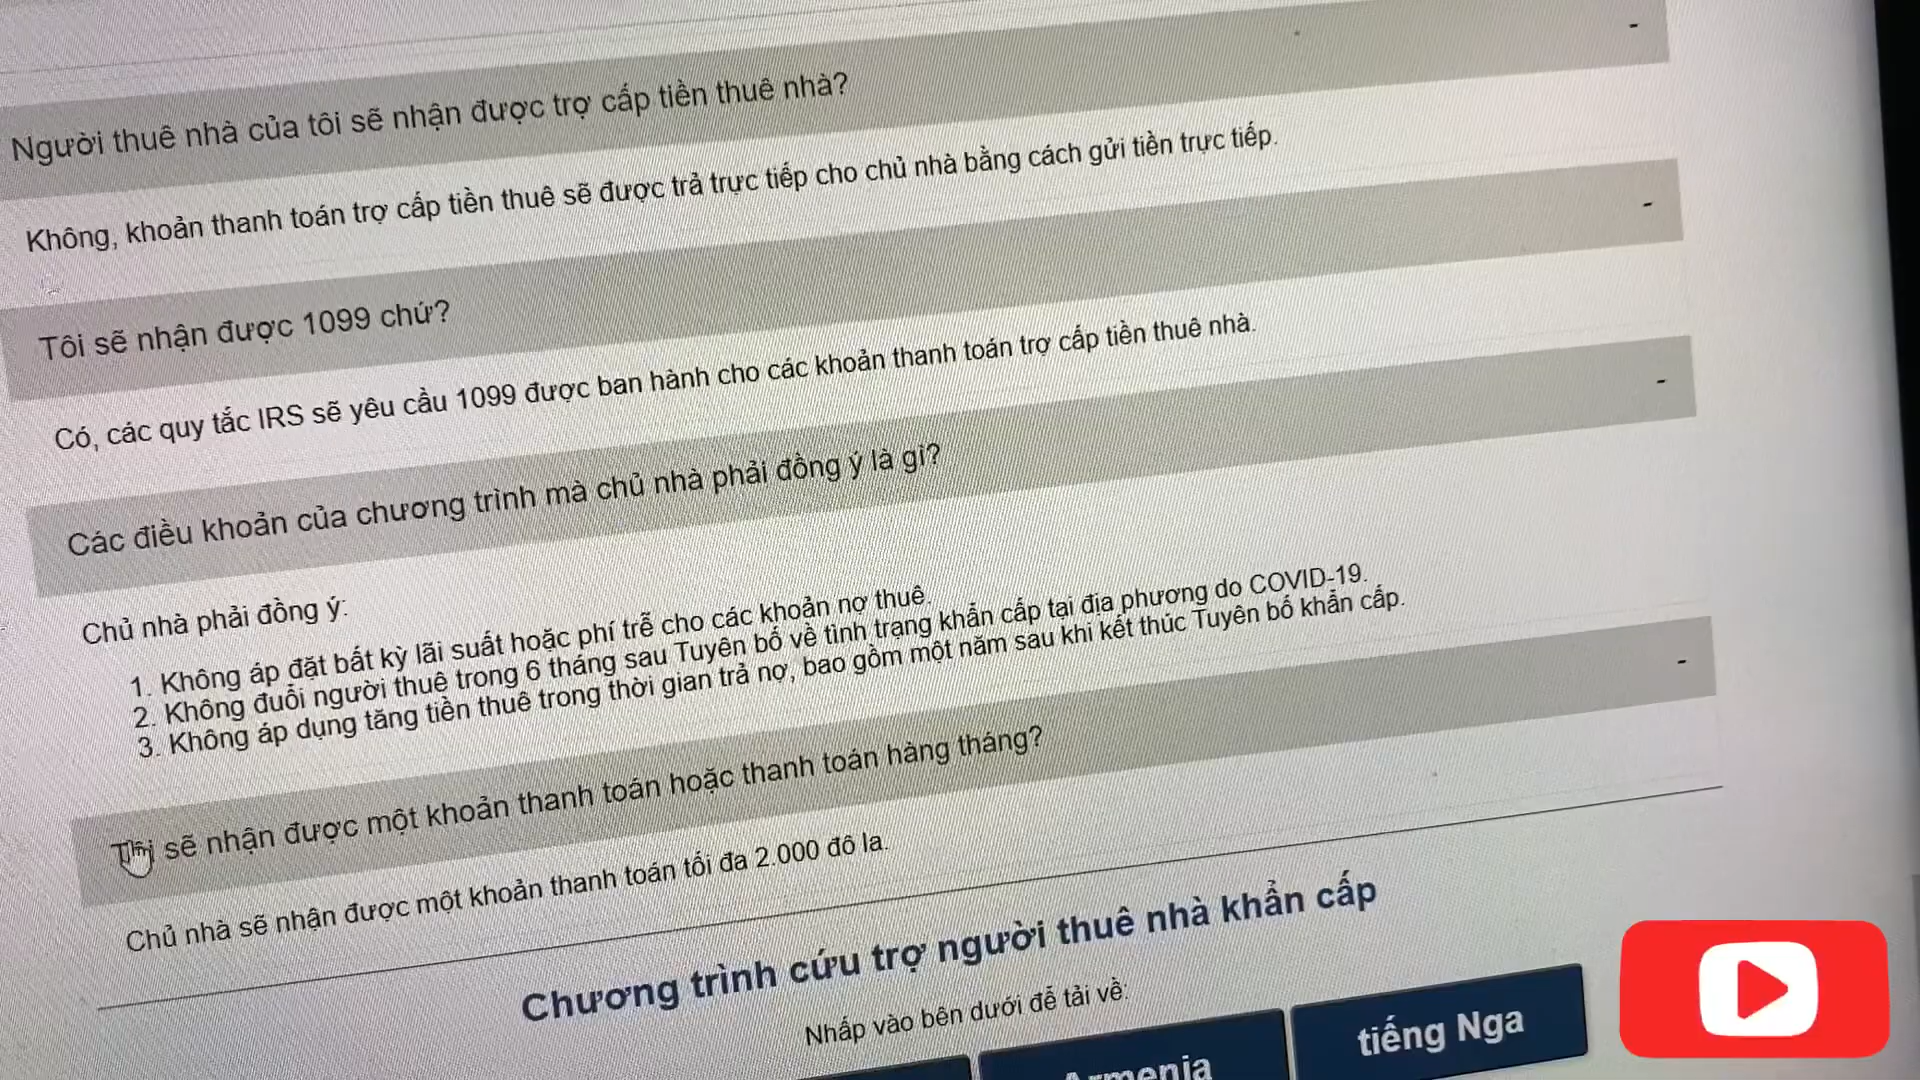 Người thuê nhà của tôi sẽ nhận được trợ cấp tiền thuê nhà?
Không, khoản thanh toán trợ cấp tiền thuê sẽ được trả trực tiếp cho chủ nhà bằng cách gửi tiền trực tiếp.
Tôi sẽ nhận được 1099 chứ?
Có, các quy tắc IRS sẽ yêu cầu 1099 được ban hành cho các khoản thanh toán trợ cấp tiền thuê nhà.
Các điều khoản của chương trình mà chủ nhà phải đồng ý là gì?
Chủ nhà phải đồng ý:
1. Không áp đặt bất kỳ lãi suất hoặc phí trễ cho các khoản nợ thuê.
2. Không đuổi người thuê trong 6 tháng sau Tuyên bố về tình trạng khẩn cấp tại địa phương do COVID-19.
3. Không áp dụng tăng tiền thuê trong thời gian trả nợ, bao gồm một năm sau khi kết thúc Tuyên bố khẩn cấp.
Tôi sẽ nhận được một khoản thanh toán hoặc thanh toán hàng tháng?
Chủ nhà sẽ nhận được một khoản thanh toán tối đa 2.000 đô la.
Chương trình cứu trợ người thuê nhà khẩn cấp
Nhấp vào bên dưới để tải về:
Armenia
tiếng Nga